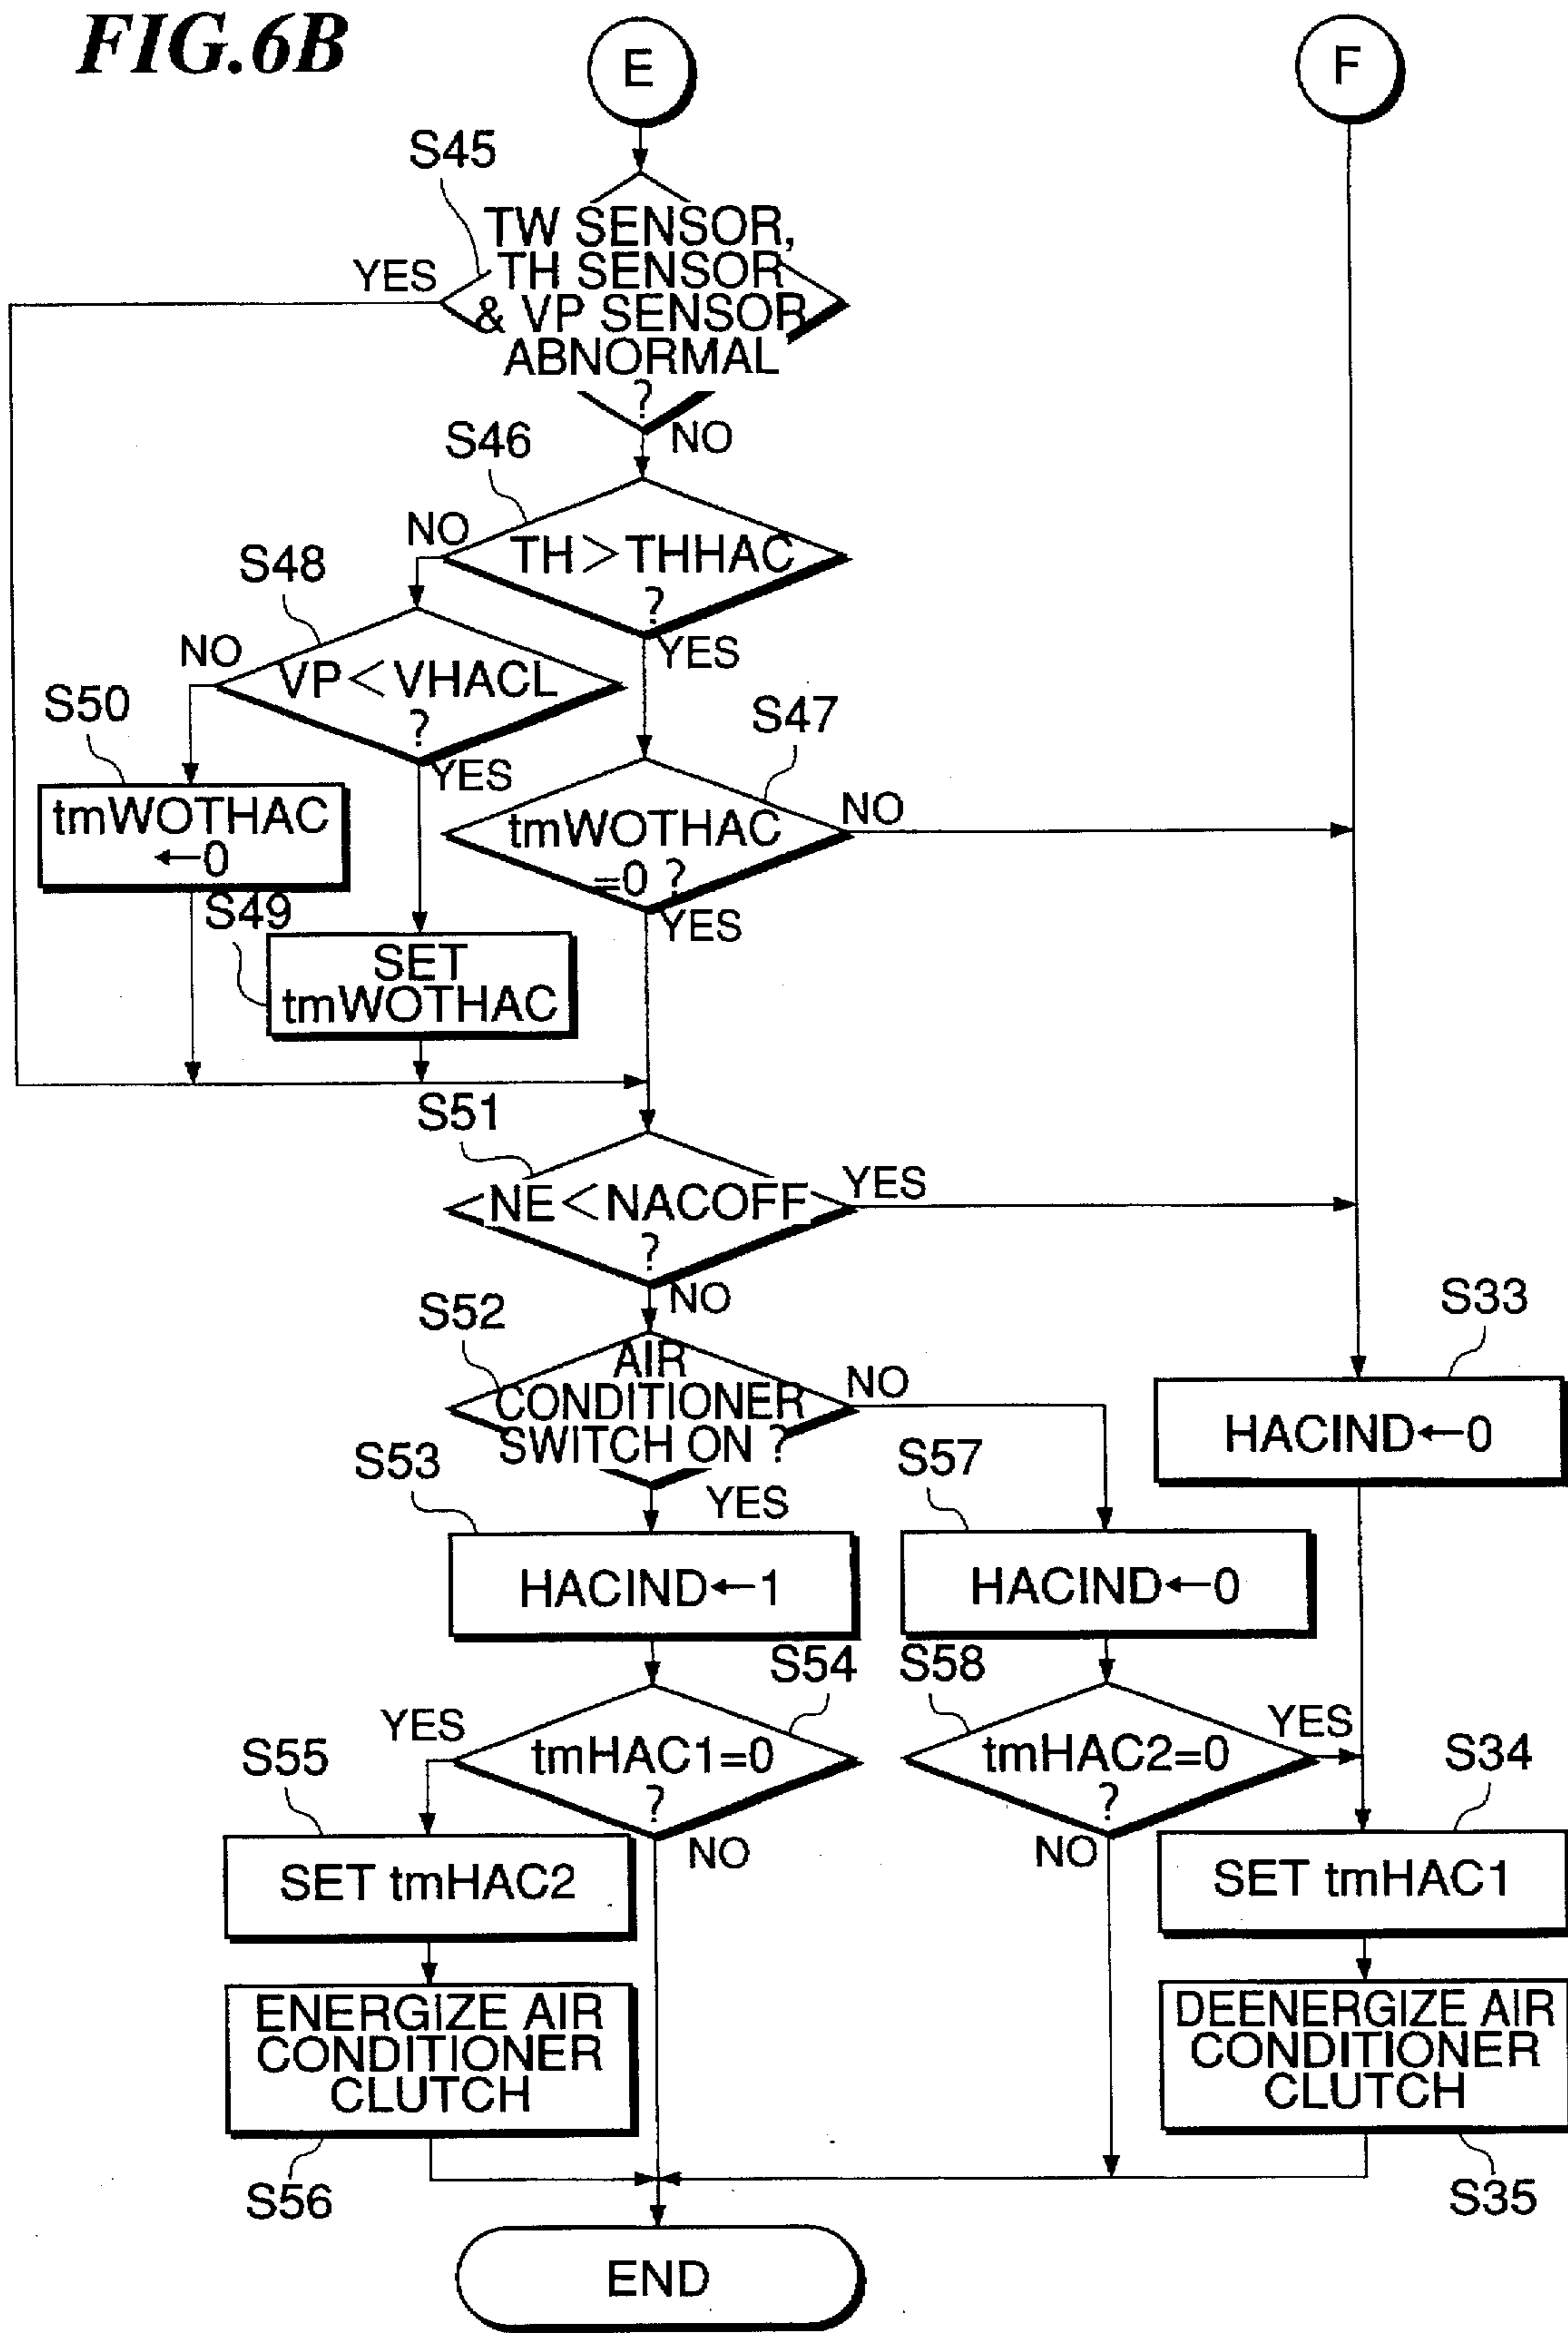 FIG.6B
E
F
S45
TW SENSOR,
TH SENSOR
& VP SENSOR
ABNORMAL
?
YES
NO
S46
TH>THHAC
?
NO
YES
S48
VP<VHACL
?
NO
YES
S47
tmWOTHAC
=0 ?
NO
YES
S50
tmWOTHAC
←0
S49
SET
tmWOTHAC
S51
NE<NACOFF
?
YES
NO
S52
AIR
CONDITIONER
SWITCH ON ?
NO
YES
S33
HACIND←0
S53
HACIND←1
S57
HACIND←0
S54
tmHAC1=0
?
YES
NO
S58
tmHAC2=0
?
YES
NO
S55
SET tmHAC2
S34
SET tmHAC1
ENERGIZE AIR
CONDITIONER
CLUTCH
S56
DEENERGIZE AIR
CONDITIONER
CLUTCH
S35
END